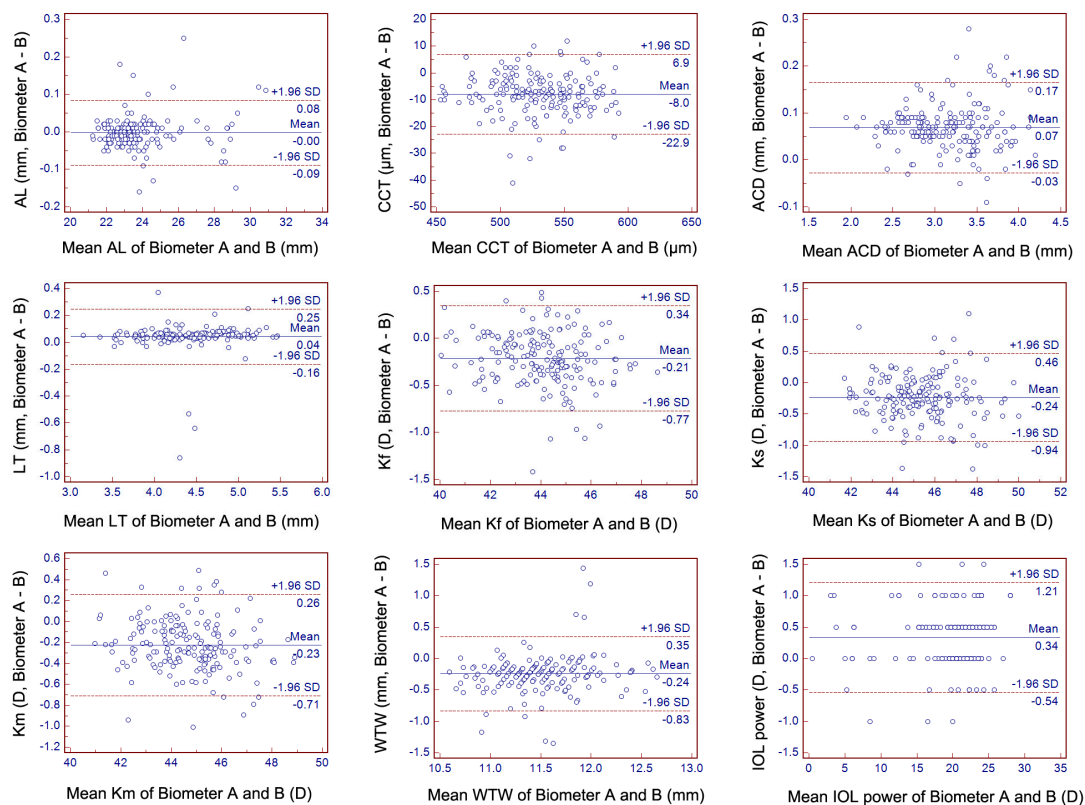 AL (mm, Biometer A - B)
0.3
0.2
0.1
0.0
-0.1
-0.2
+1.96 SD
0.08
Mean
-0.00
-1.96 SD
-0.09
20 22 24 26 28 30 32 34
Mean AL of Biometer A and B (mm)
CCT (µm, Biometer A - B)
20
10
0
-10
-20
-30
-40
-50
+1.96 SD
6.9
Mean
-8.0
-1.96 SD
-22.9
450 500 550 600 650
Mean CCT of Biometer A and B (µm)
ACD (mm, Biometer A - B)
0.3
0.2
0.1
0.0
-0.1
+1.96 SD
0.17
Mean
0.07
-1.96 SD
-0.03
1.5 2.0 2.5 3.0 3.5 4.0 4.5
Mean ACD of Biometer A and B (mm)
LT (mm, Biometer A - B)
0.4
0.2
0.0
-0.2
-0.4
-0.6
-0.8
-1.0
+1.96 SD
0.25
Mean
0.04
-1.96 SD
-0.16
3.0 3.5 4.0 4.5 5.0 5.5 6.0
Mean LT of Biometer A and B (mm)
Kf (D, Biometer A - B)
0.5
0.0
-0.5
-1.0
-1.5
+1.96 SD
0.34
Mean
-0.21
-1.96 SD
-0.77
40 42 44 46 48 50
Mean Kf of Biometer A and B (D)
Ks (D, Biometer A - B)
1.5
1.0
0.5
0.0
-0.5
-1.0
-1.5
+1.96 SD
0.46
Mean
-0.24
-1.96 SD
-0.94
40 42 44 46 48 50 52
Mean Ks of Biometer A and B (D)
Km (D, Biometer A - B)
0.6
0.4
0.2
0.0
-0.2
-0.4
-0.6
-0.8
-1.0
-1.2
+1.96 SD
0.26
Mean
-0.23
-1.96 SD
-0.71
40 42 44 46 48 50
Mean Km of Biometer A and B (D)
WTW (mm, Biometer A - B)
1.5
1.0
0.5
0.0
-0.5
-1.0
-1.5
+1.96 SD
0.35
Mean
-0.24
-1.96 SD
-0.83
10.5 11.0 11.5 12.0 12.5 13.0
Mean WTW of Biometer A and B (mm)
IOL power (D, Biometer A - B)
1.5
1.0
0.5
0.0
-0.5
-1.0
-1.5
+1.96 SD
1.21
Mean
0.34
-1.96 SD
-0.54
0 5 10 15 20 25 30 35
Mean IOL power of Biometer A and B (D)